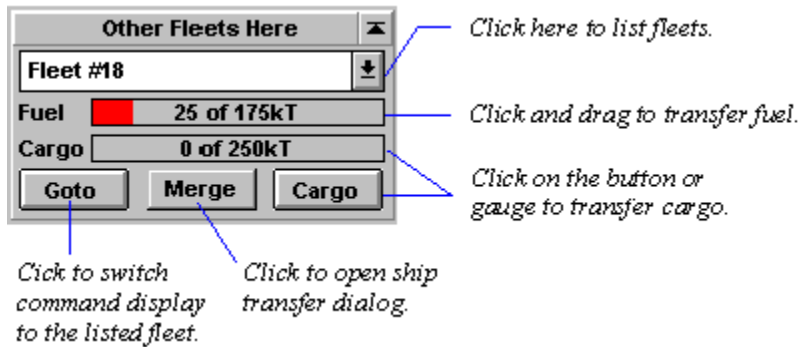 Other Fleets Here
Click here to list fleets.
Fleet #18
Fuel 25 of 175kT
Click and drag to transfer fuel.
Cargo 0 of 250kT
Goto Merge Cargo
Click on the button or
gauge to transfer cargo.
Cick to switch
command display
to the listed fleet.
Click to open ship
transfer dialog.